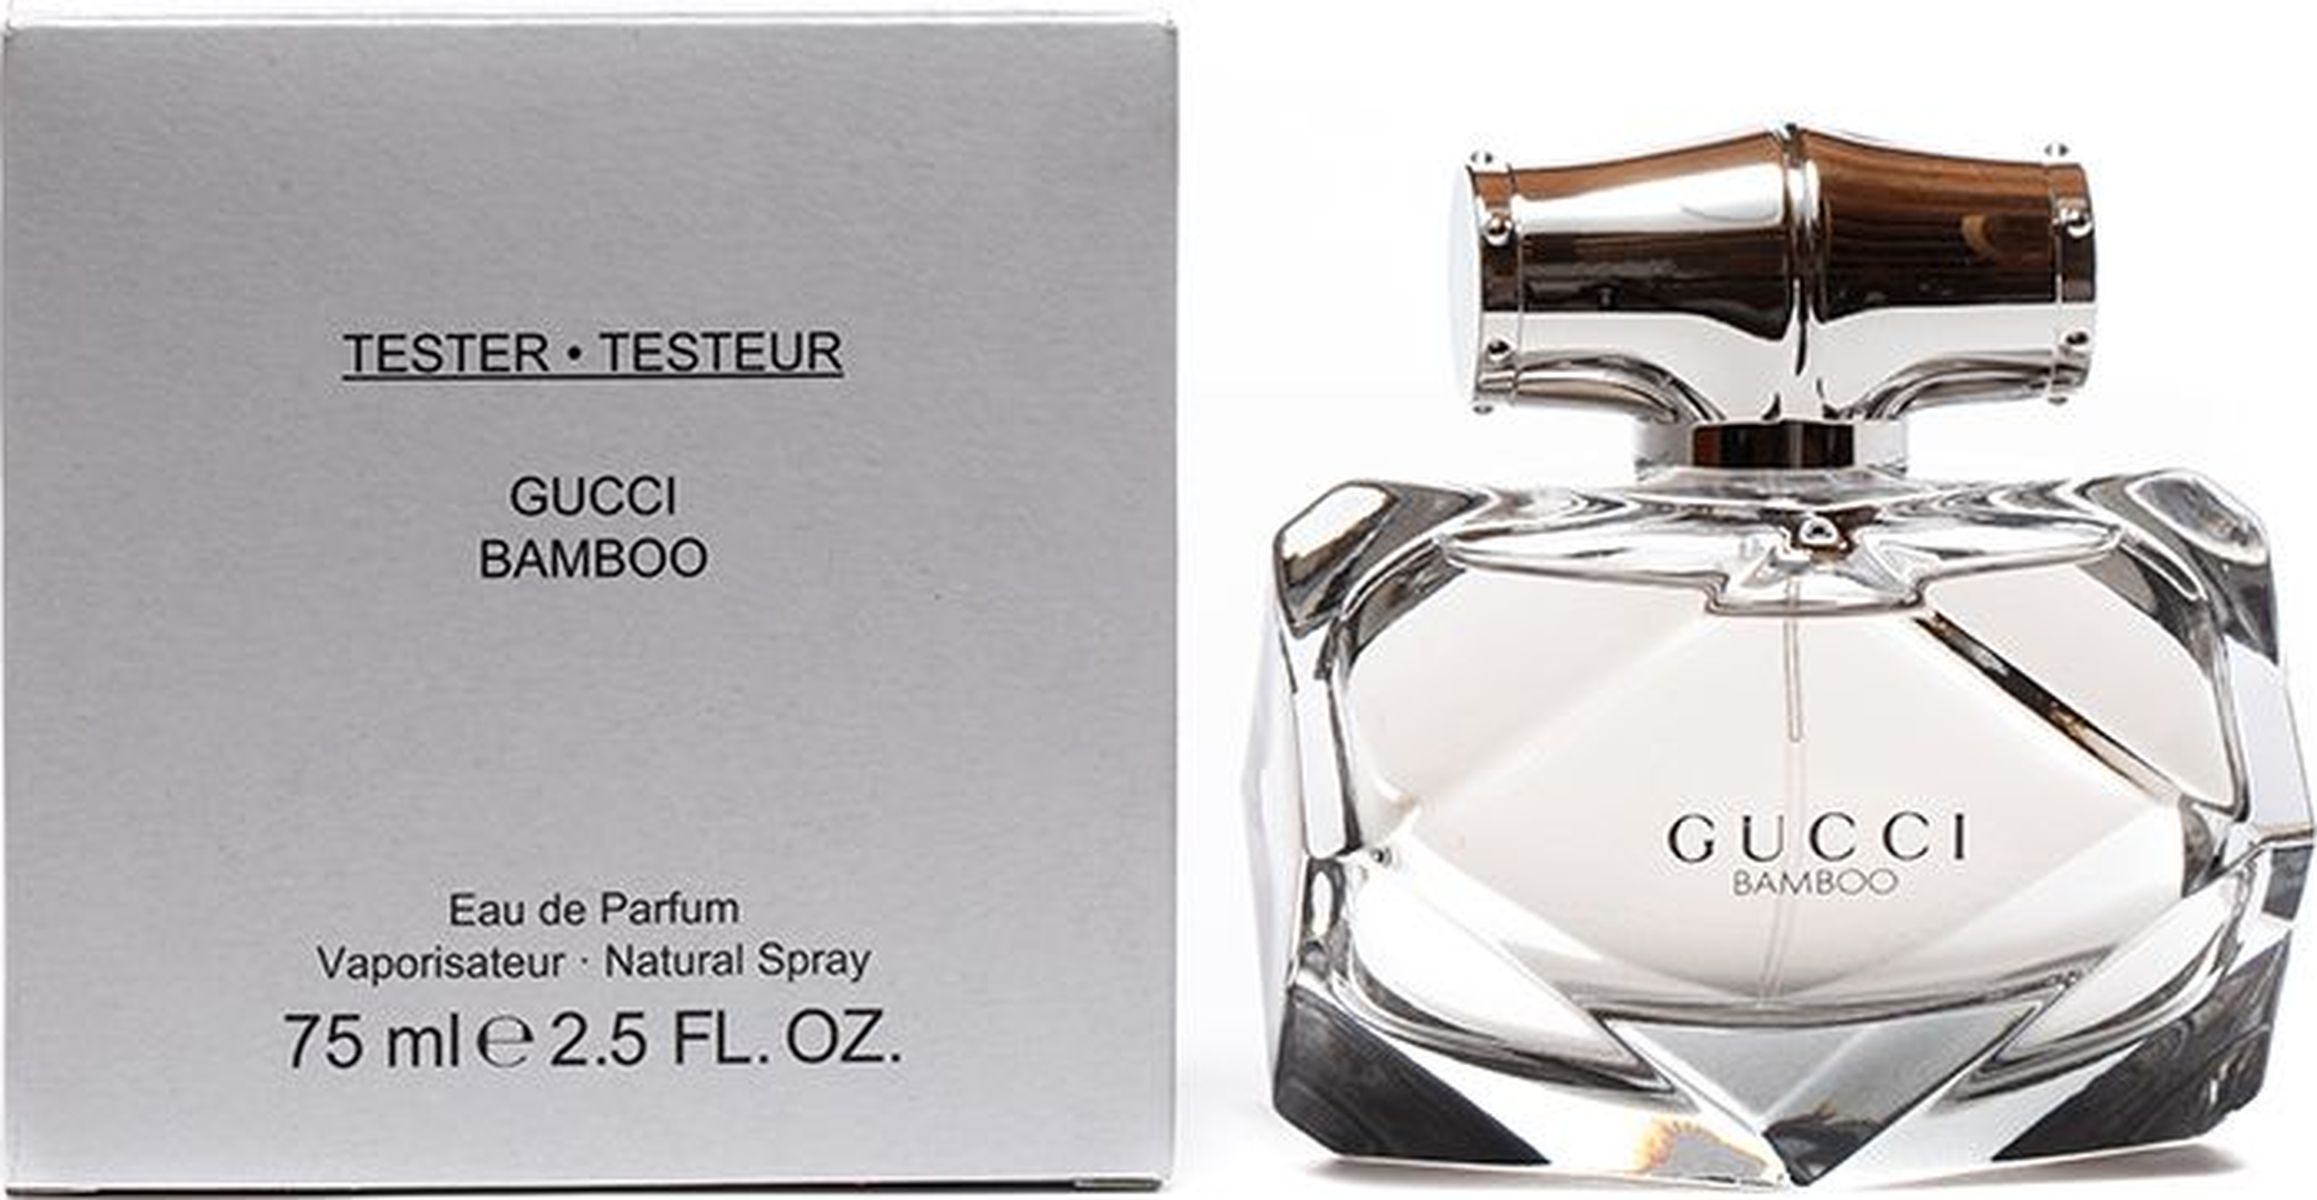 TESTER • TESTEUR
GUCCI
BAMBOO
Eau de Parfum
Vaporisateur · Natural Spray
75 ml ℮ 2.5 FL. OZ.
GUCCI
BAMBOO